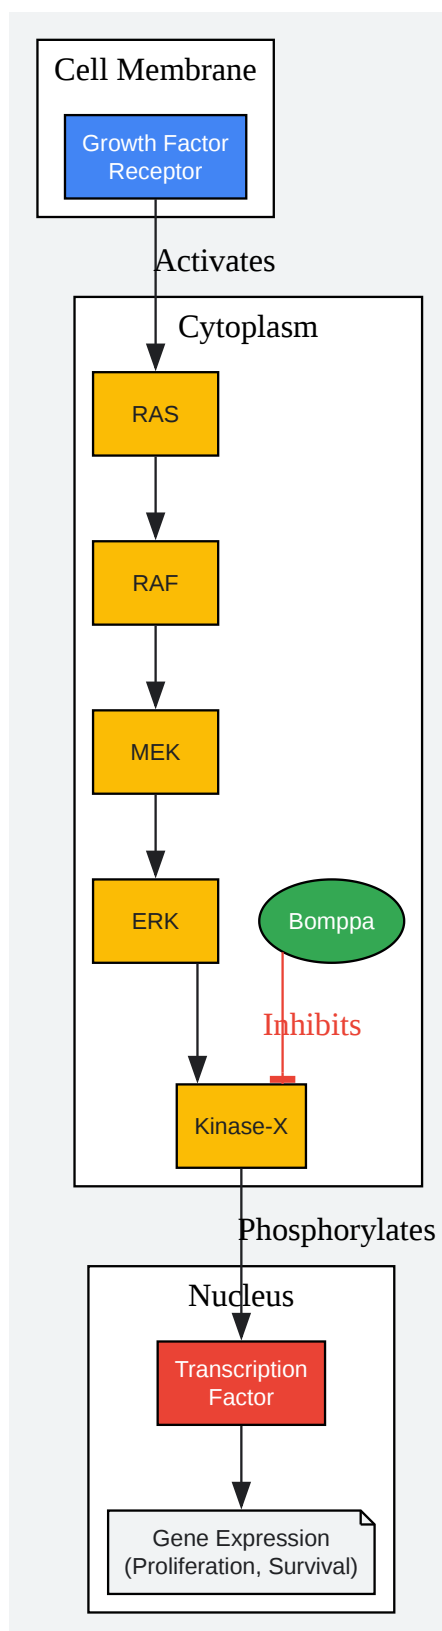 Cell Membrane
Growth Factor
Receptor
Activates
Cytoplasm
RAS
RAF
MEK
ERK
Bomppa
Inhibits
Kinase-X
Phosphorylates
Nucleus
Transcription
Factor
Gene Expression
(Proliferation, Survival)